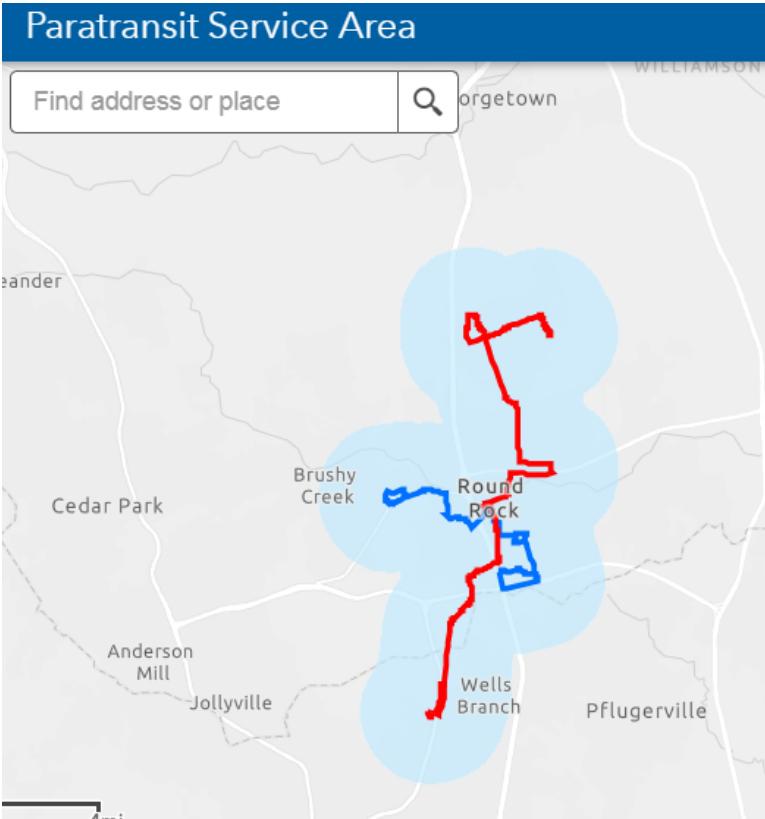 Paratransit Service Area
WILLIAMSON
Find address or place
orgetown
eander
Brushy
Creek
Round
Rock
Cedar Park
Anderson
Mill
Jollyville
Wells
Branch
Pflugerville
4mi